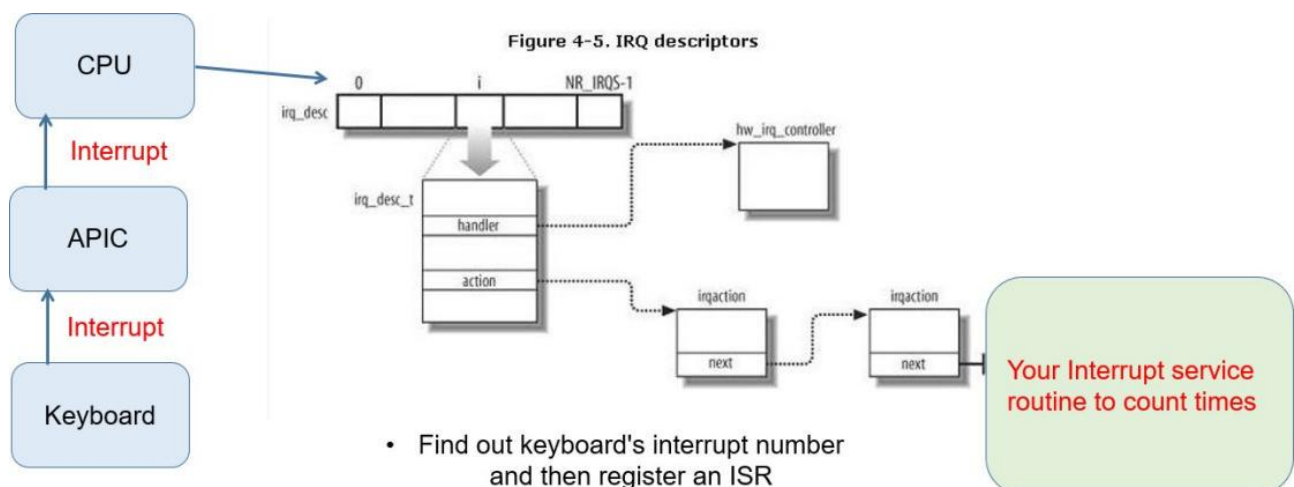 CPU
Interrupt
APIC
Interrupt
Keyboard
Figure 4-5. IRQ descriptors
0 i NR_IRQS-1
irq_desc
hw_irq_controller
irq_desc_t
handler
action
irqaction irqaction
next next
Your Interrupt service
routine to count times
• Find out keyboard's interrupt number
and then register an ISR